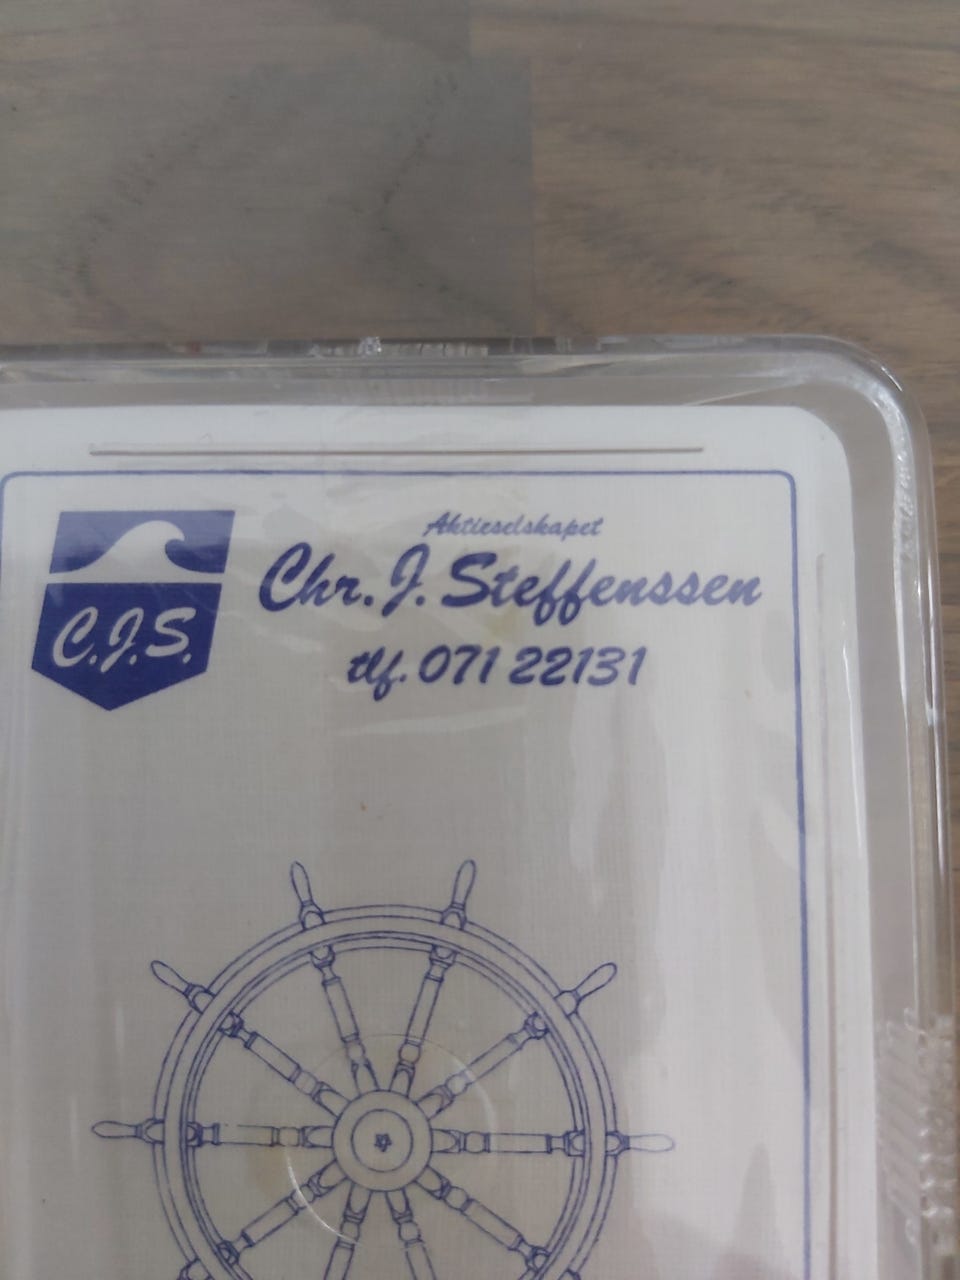 Aktieselskapet
Chr. J. Steffenssen
tlf. 071 22131
C.J.S.